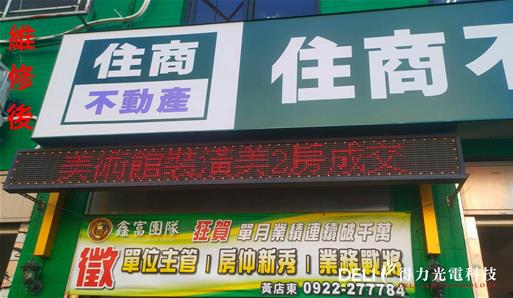 維修後
住商
不動產
住商不
美術館裝潢美2房成交
鑫富團隊 狂賀 單月業績連續破千萬
徵 單位主管 | 房仲新秀 | 業務戰將
黃店東 0922-277784
DELI 得力光電科技